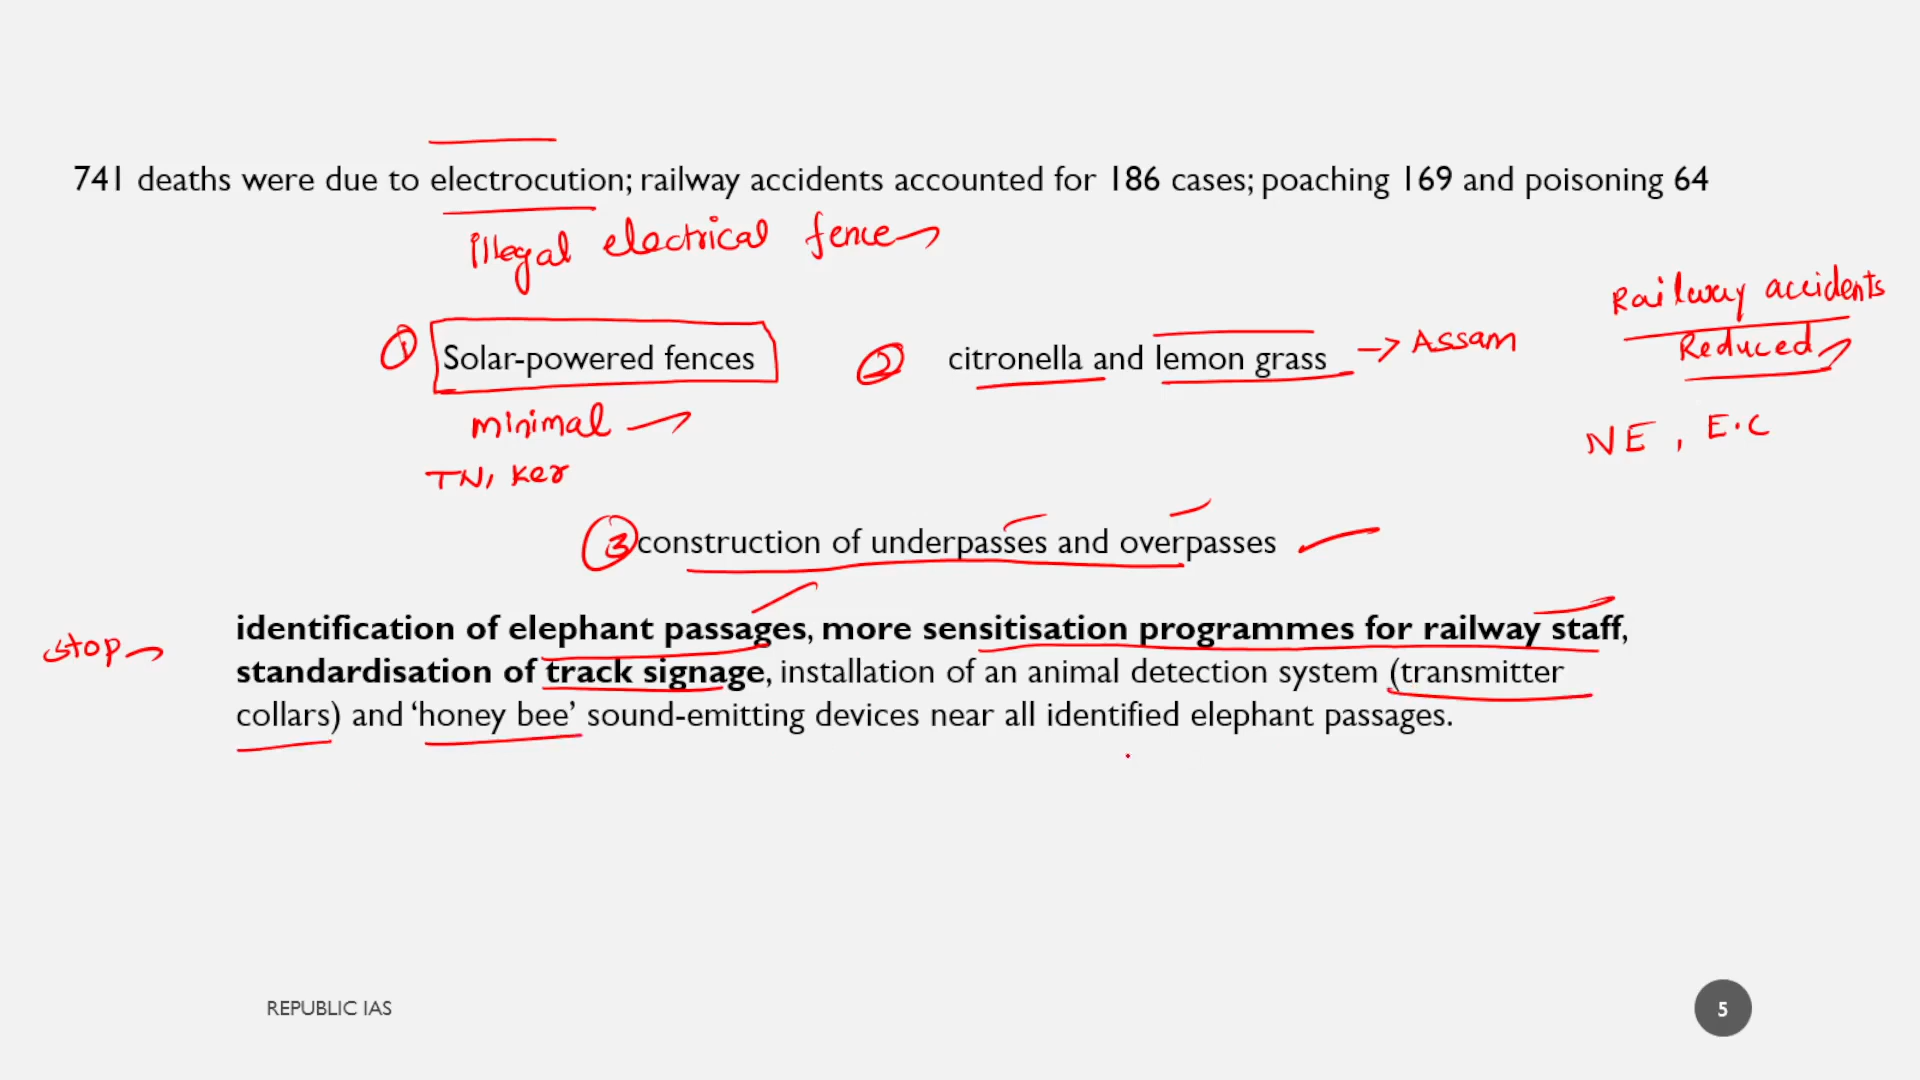 741 deaths were due to electrocution; railway accidents accounted for 186 cases; poaching 169 and poisoning 64
illegal electrical fence
Railway accidents
Reduced
① Solar-powered fences
② citronella and lemon grass → Assam
minimal
TN, Ker
NE, E.C
③ construction of underpasses and overpasses
stop
identification of elephant passages, more sensitisation programmes for railway staff,
standardisation of track signage, installation of an animal detection system (transmitter
collars) and ‘honey bee’ sound-emitting devices near all identified elephant passages.
REPUBLIC IAS
5